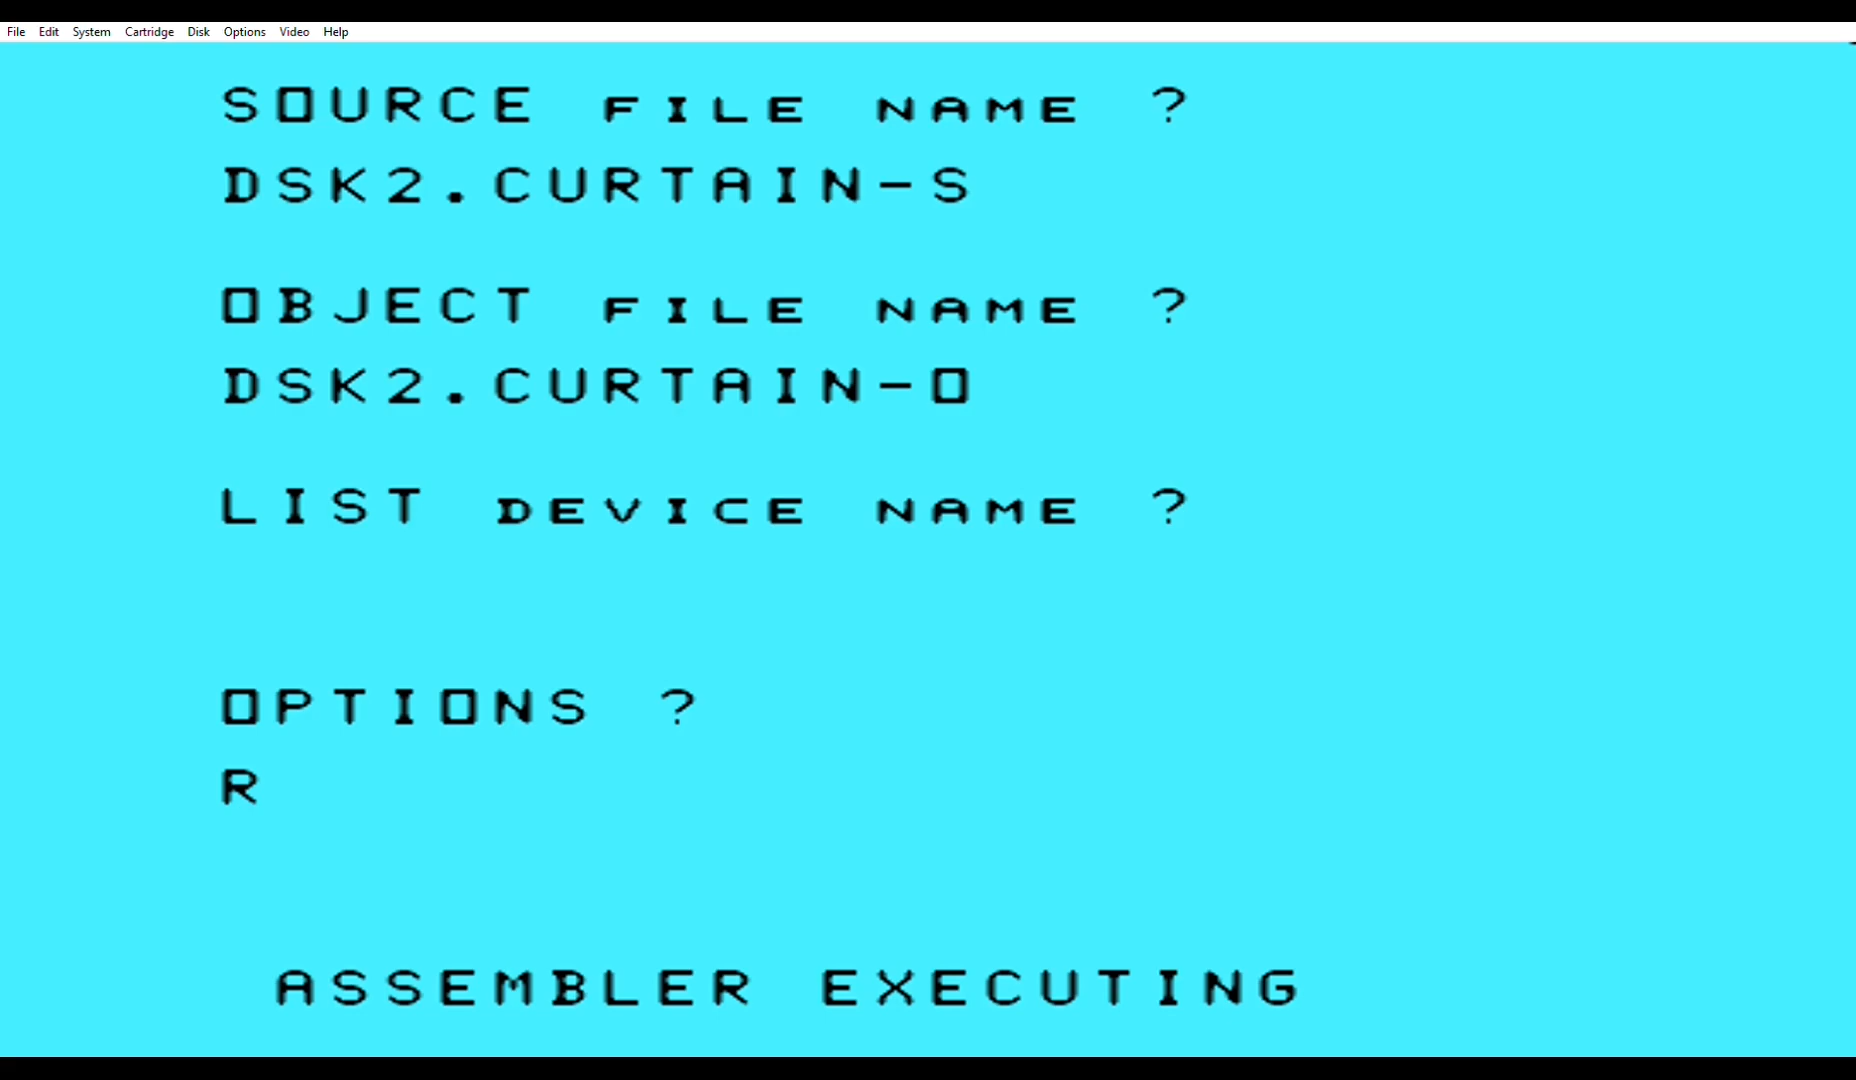 File Edit System Cartridge Disk Options Video Help
SOURCE FILE NAME ?
DSK2.CURTAIN-S
OBJECT FILE NAME ?
DSK2.CURTAIN-O
LIST DEVICE NAME ?
OPTIONS ?
R
ASSEMBLER EXECUTING